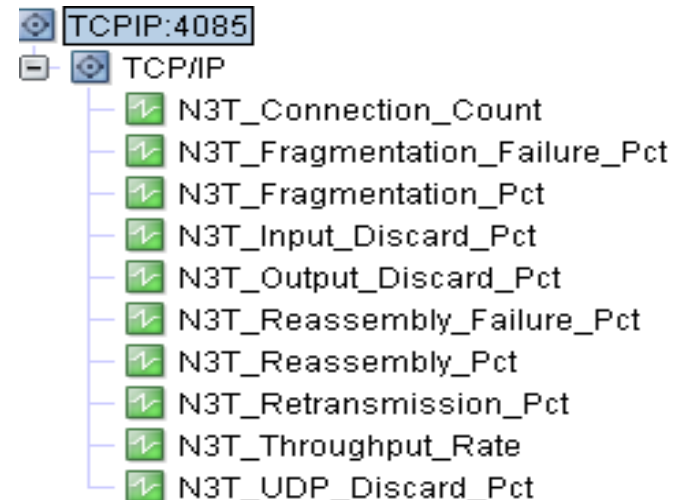 TCPIP:4085
TCP/IP
N3T_Connection_Count
N3T_Fragmentation_Failure_Pct
N3T_Fragmentation_Pct
N3T_Input_Discard_Pct
N3T_Output_Discard_Pct
N3T_Reassembly_Failure_Pct
N3T_Reassembly_Pct
N3T_Retransmission_Pct
N3T_Throughput_Rate
N3T_UDP_Discard_Pct